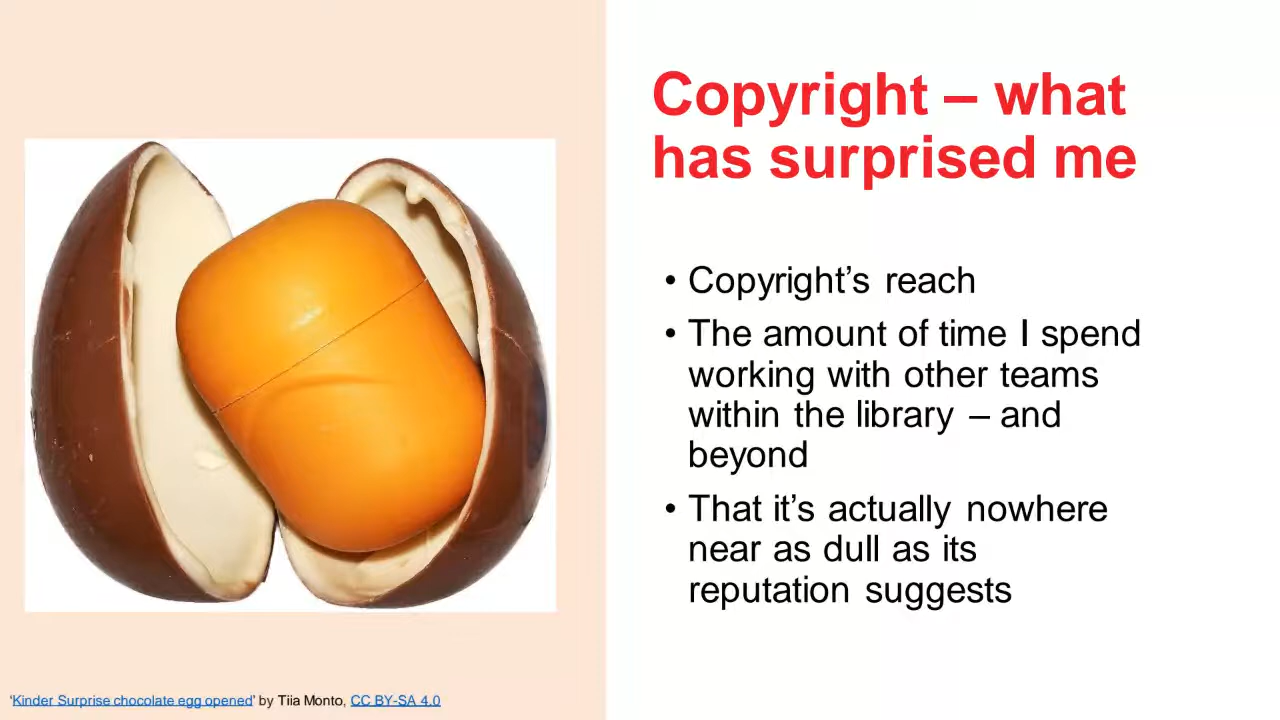 Copyright – what
has surprised me
• Copyright’s reach
• The amount of time I spend
working with other teams
within the library – and
beyond
• That it’s actually nowhere
near as dull as its
reputation suggests
‘Kinder Surprise chocolate egg opened’ by Tiia Monto, CC BY-SA 4.0